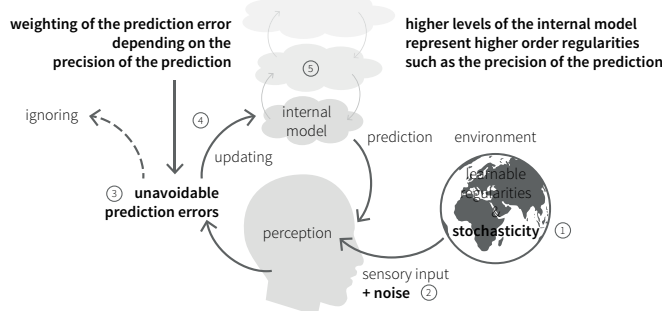 weighting of the prediction error
depending on the
precision of the prediction
higher levels of the internal model
represent higher order regularities
such as the precision of the prediction
5
ignoring
4
internal
model
updating
prediction
environment
3 unavoidable
prediction errors
perception
learnable
regularities
&
stochasticity 1
sensory input
+ noise 2